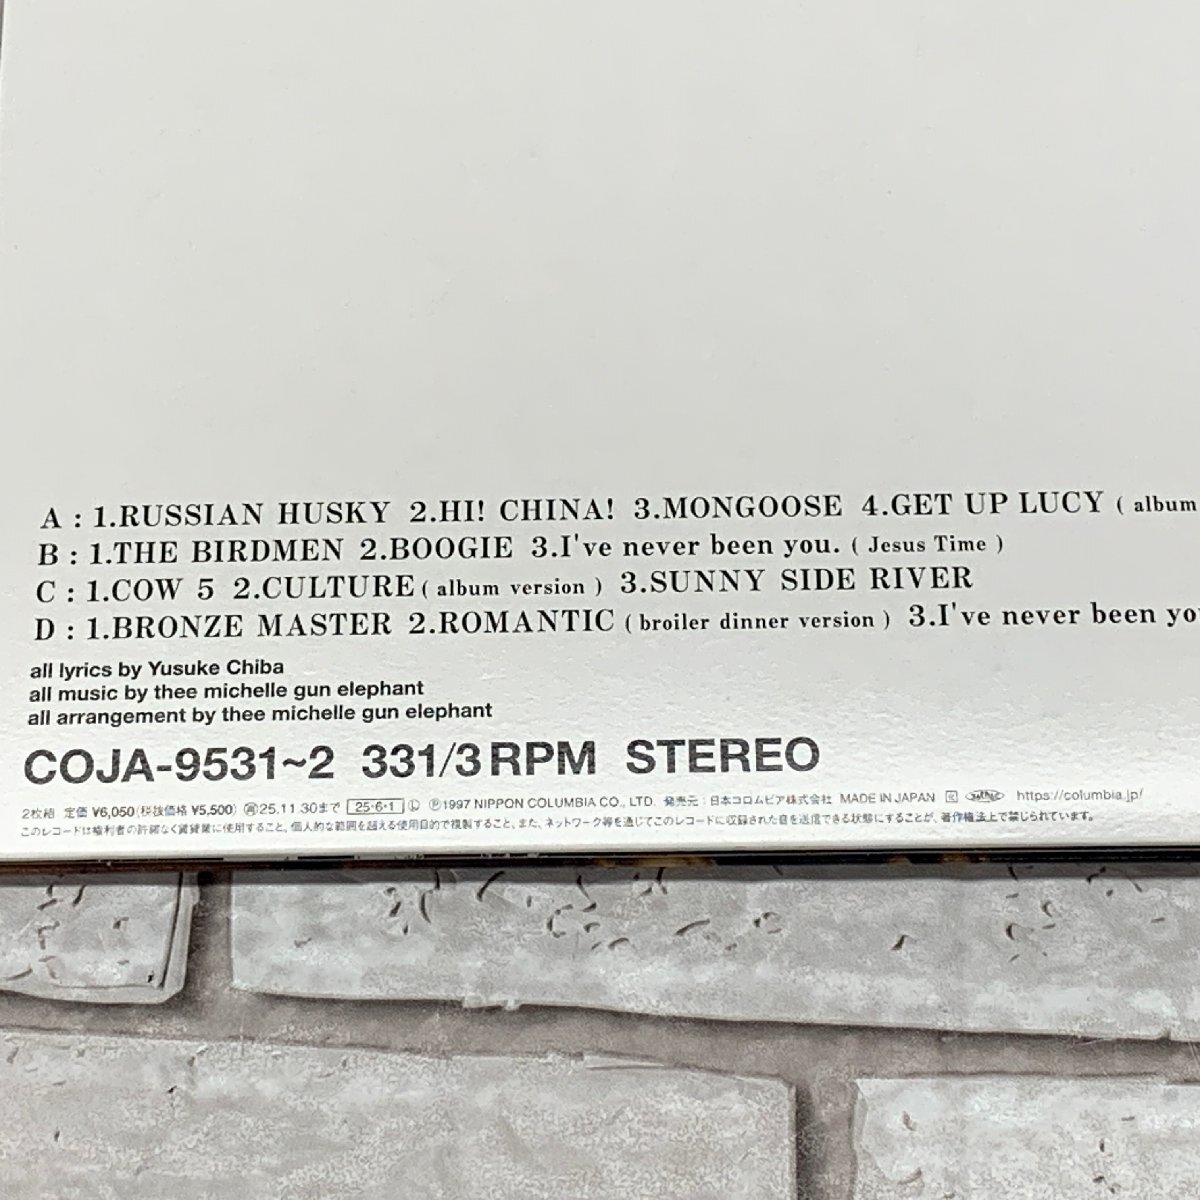 A : 1.RUSSIAN HUSKY 2.HI! CHINA! 3.MONGOOSE 4.GET UP LUCY ( album
B : 1.THE BIRDMEN 2.BOOGIE 3.I've never been you. ( Jesus Time )
C : 1.COW 5 2.CULTURE ( album version ) 3.SUNNY SIDE RIVER
D : 1.BRONZE MASTER 2.ROMANTIC ( broiler dinner version ) 3.I've never been yo
all lyrics by Yusuke Chiba
all music by thee michelle gun elephant
all arrangement by thee michelle gun elephant
COJA-9531~2 331/3RPM STEREO
2枚組 定価 ¥6,050(税抜価格 ¥5,500) 再25.11.30まで 25・6・1 Ⓛ Ⓟ1997 NIPPON COLUMBIA CO., LTD. 発売元：日本コロムビア株式会社 MADE IN JAPAN https://columbia.jp/
このレコードは権利者の許諾なく賃貸業に使用すること、個人的な範囲を超える使用目的で複製すること、また、ネットワーク等を通じてこのレコードに収録された音を送信できる状態にすることが、著作権法上で禁じられています。